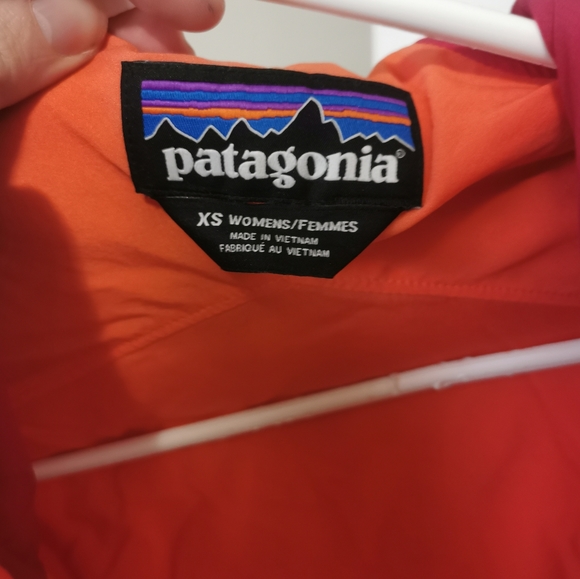 patagonia®
XS WOMENS/FEMMES
MADE IN VIETNAM
FABRIQUÉ AU VIETNAM